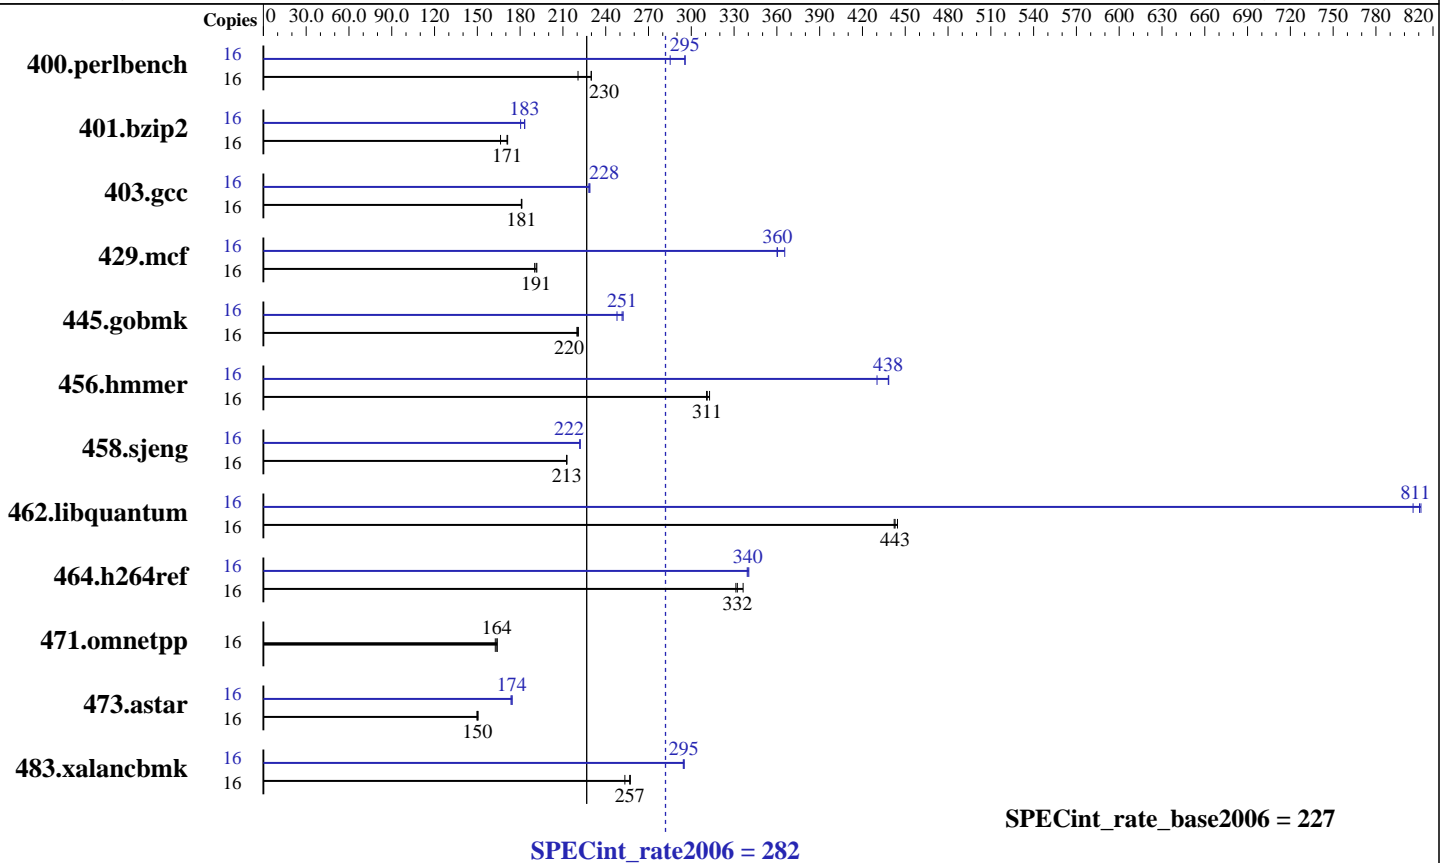 Copies 0 30.0 60.0 90.0 120 150 180 210 240 270 300 330 360 390 420 450 480 510 540 570 600 630 660 690 720 750 780 820
400.perlbench 16 295
16 230
401.bzip2 16 183
16 171
403.gcc 16 228
16 181
429.mcf 16 360
16 191
445.gobmk 16 251
16 220
456.hmmer 16 438
16 311
458.sjeng 16 222
16 213
462.libquantum 16 811
16 443
464.h264ref 16 340
16 332
471.omnetpp 16 164
473.astar 16 174
16 150
483.xalancbmk 16 295
16 257
SPECint_rate_base2006 = 227
SPECint_rate2006 = 282